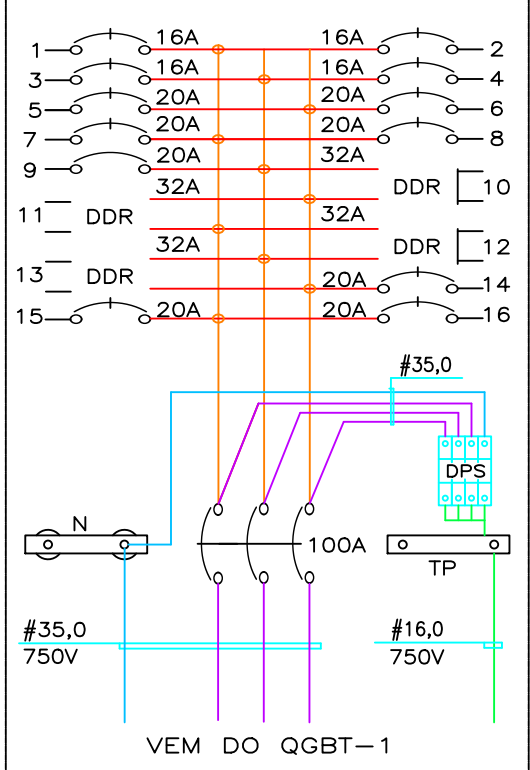 1 16A 16A 2
3 16A 16A 4
5 20A 20A 6
7 20A 20A 8
9 20A 32A
32A DDR 10
11 DDR 32A
32A DDR 12
13 DDR 20A 14
15 20A 20A 16
#35,0
DPS
N
100A
TP
#35,0
750V
#16,0
750V
VEM DO QGBT-1